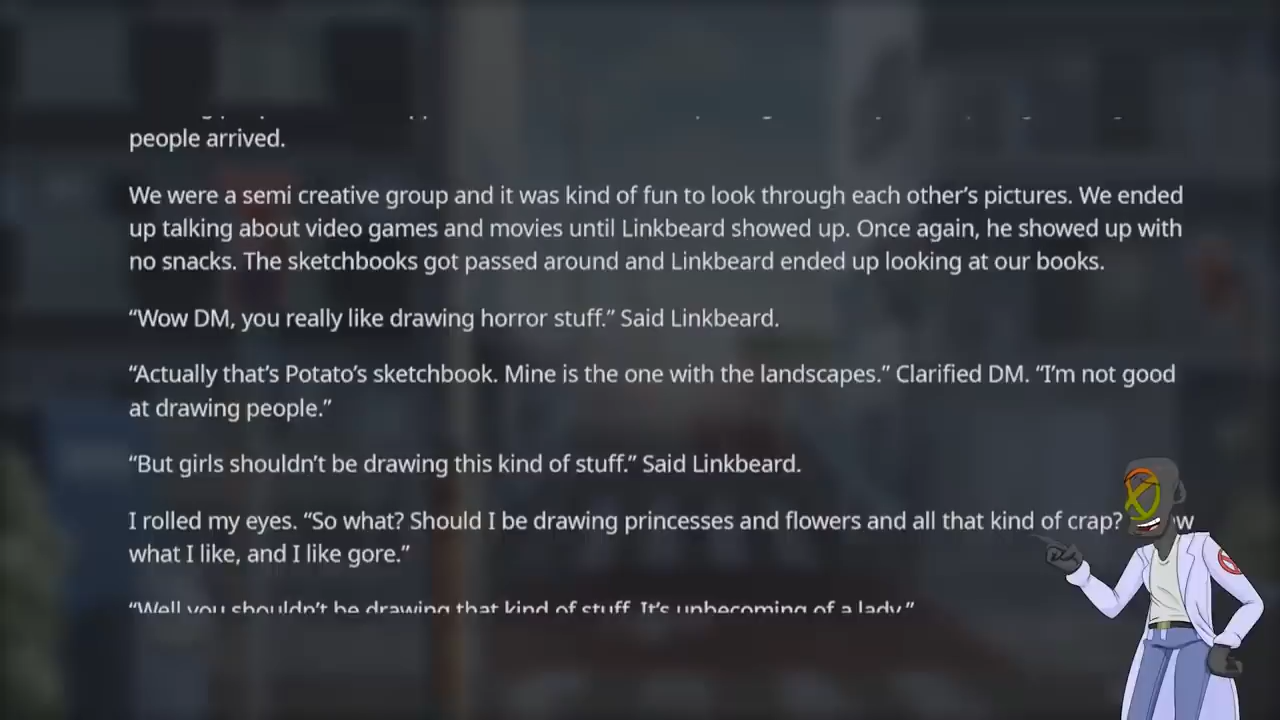 people arrived.
We were a semi creative group and it was kind of fun to look through each other’s pictures. We ended
up talking about video games and movies until Linkbeard showed up. Once again, he showed up with
no snacks. The sketchbooks got passed around and Linkbeard ended up looking at our books.
“Wow DM, you really like drawing horror stuff.” Said Linkbeard.
“Actually that’s Potato’s sketchbook. Mine is the one with the landscapes.” Clarified DM. “I’m not good
at drawing people.”
“But girls shouldn’t be drawing this kind of stuff.” Said Linkbeard.
I rolled my eyes. “So what? Should I be drawing princesses and flowers and all that kind of crap?
what I like, and I like gore.”
“Well you shouldn’t be drawing that kind of stuff. It’s unbecoming of a lady.”